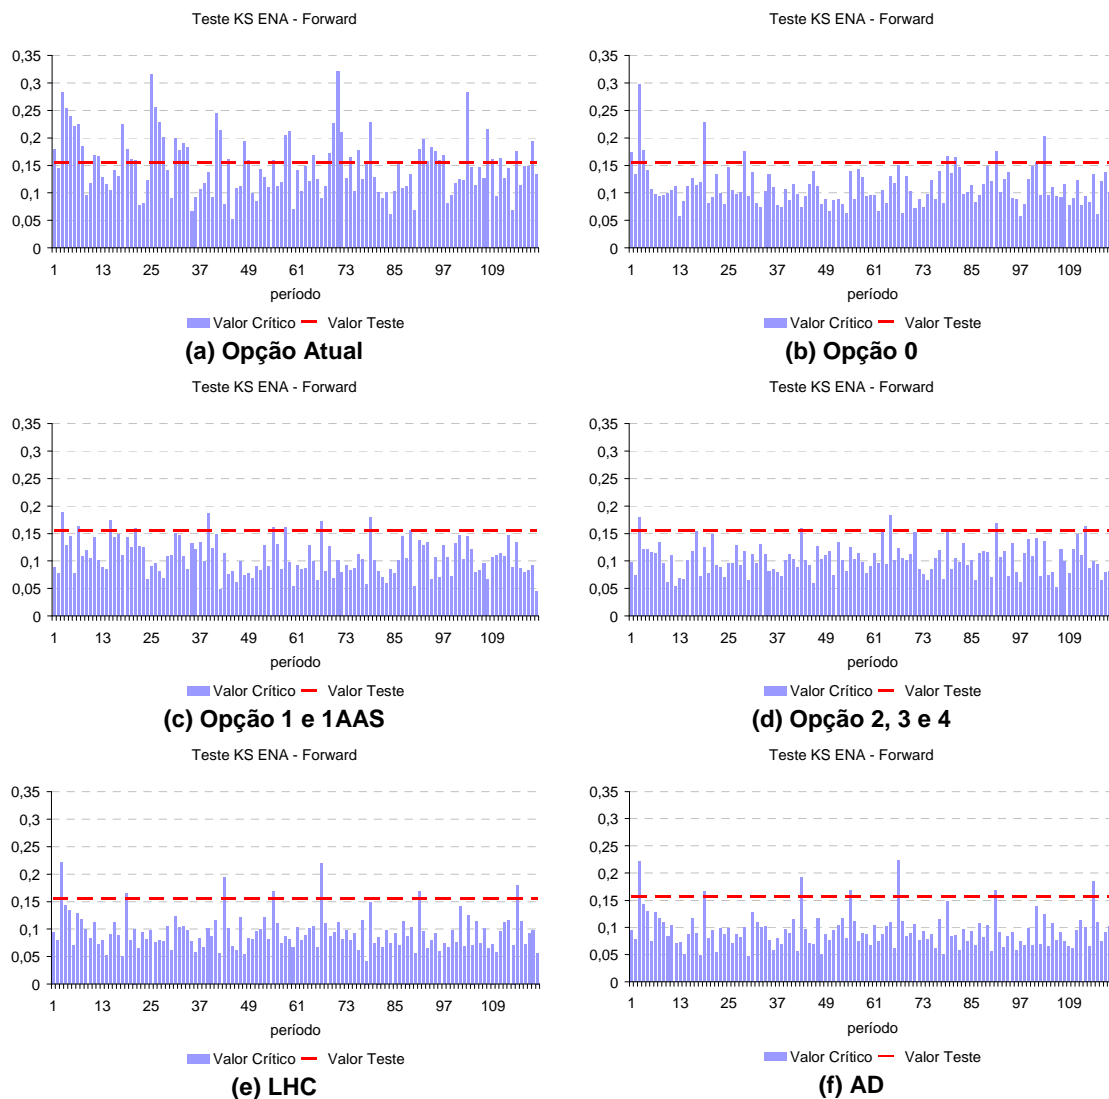 Teste KS ENA - Forward
0,35
0,3
0,25
0,2
0,15
0,1
0,05
0
1 13 25 37 49 61 73 85 97 109
período
Valor Crítico Valor Teste
(a) Opção Atual
Teste KS ENA - Forward
0,35
0,3
0,25
0,2
0,15
0,1
0,05
0
1 13 25 37 49 61 73 85 97 109
período
Valor Crítico Valor Teste
(b) Opção 0
Teste KS ENA - Forward
0,35
0,3
0,25
0,2
0,15
0,1
0,05
0
1 13 25 37 49 61 73 85 97 109
período
Valor Crítico Valor Teste
(c) Opção 1 e 1AAS
Teste KS ENA - Forward
0,35
0,3
0,25
0,2
0,15
0,1
0,05
0
1 13 25 37 49 61 73 85 97 109
período
Valor Crítico Valor Teste
(d) Opção 2, 3 e 4
Teste KS ENA - Forward
0,35
0,3
0,25
0,2
0,15
0,1
0,05
0
1 13 25 37 49 61 73 85 97 109
período
Valor Crítico Valor Teste
(e) LHC
Teste KS ENA - Forward
0,35
0,3
0,25
0,2
0,15
0,1
0,05
0
1 13 25 37 49 61 73 85 97 109
período
Valor Crítico Valor Teste
(f) AD